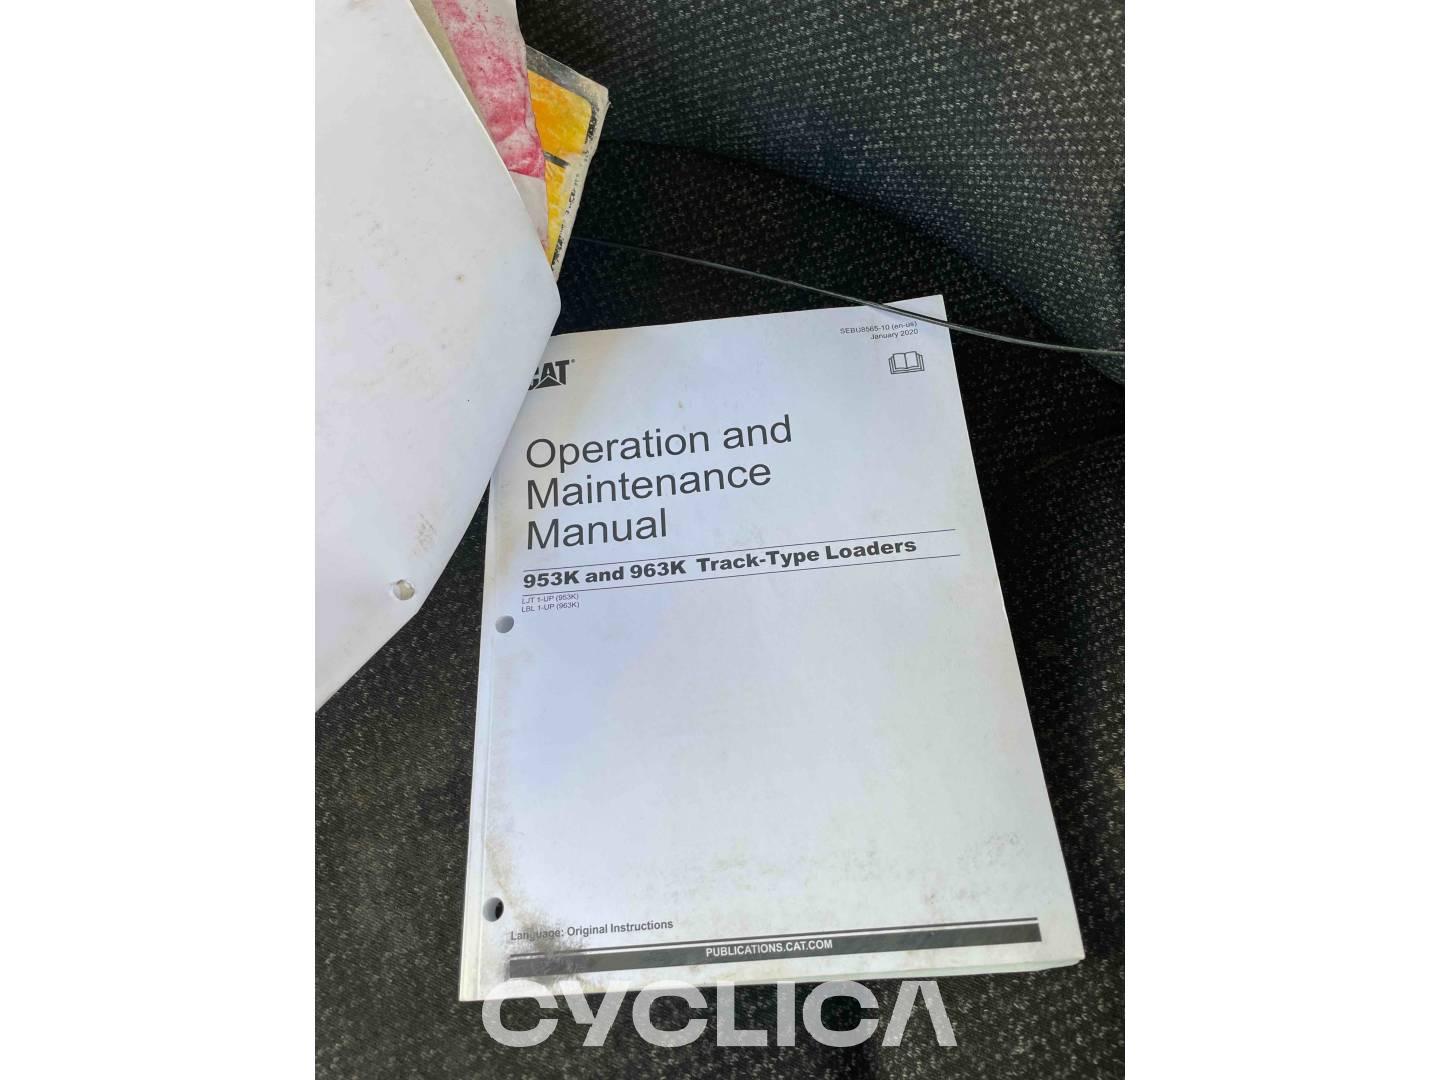 SEBU8565-10 (en-us)
January 2020
CAT®
Operation and
Maintenance
Manual
953K and 963K Track-Type Loaders
LJT 1-UP (953K)
LBL 1-UP (963K)
Language: Original Instructions
PUBLICATIONS.CAT.COM
CYCLICA